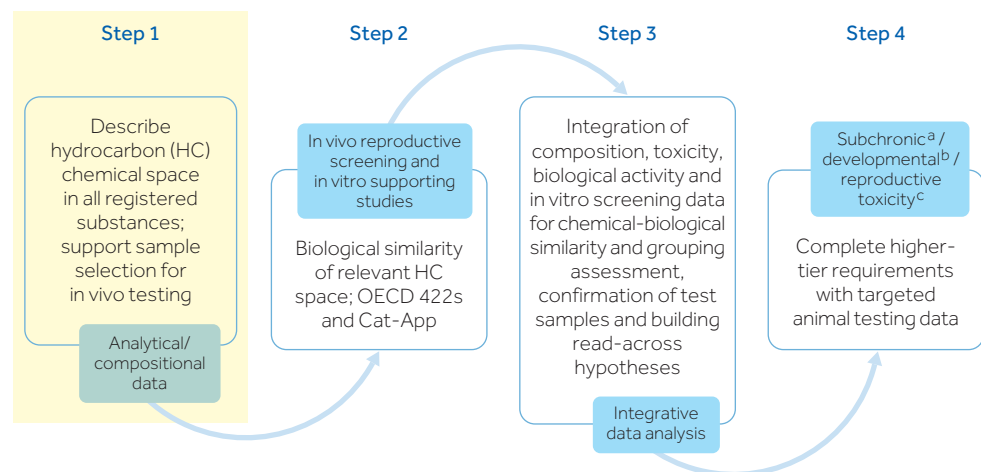 Step 1
Describe
hydrocarbon (HC)
chemical space
in all registered
substances;
support sample
selection for
in vivo testing
Analytical/
compositional
data
Step 2
In vivo reproductive
screening and
in vitro supporting
studies
Biological similarity
of relevant HC
space; OECD 422s
and Cat-App
Step 3
Integration of
composition, toxicity,
biological activity and
in vitro screening data
for chemical-biological
similarity and grouping
assessment,
confirmation of test
samples and building
read-across
hypotheses
Integrative
data analysis
Step 4
Subchronicᵃ /
developmentalᵇ /
reproductive
toxicityᶜ
Complete higher-
tier requirements
with targeted
animal testing data